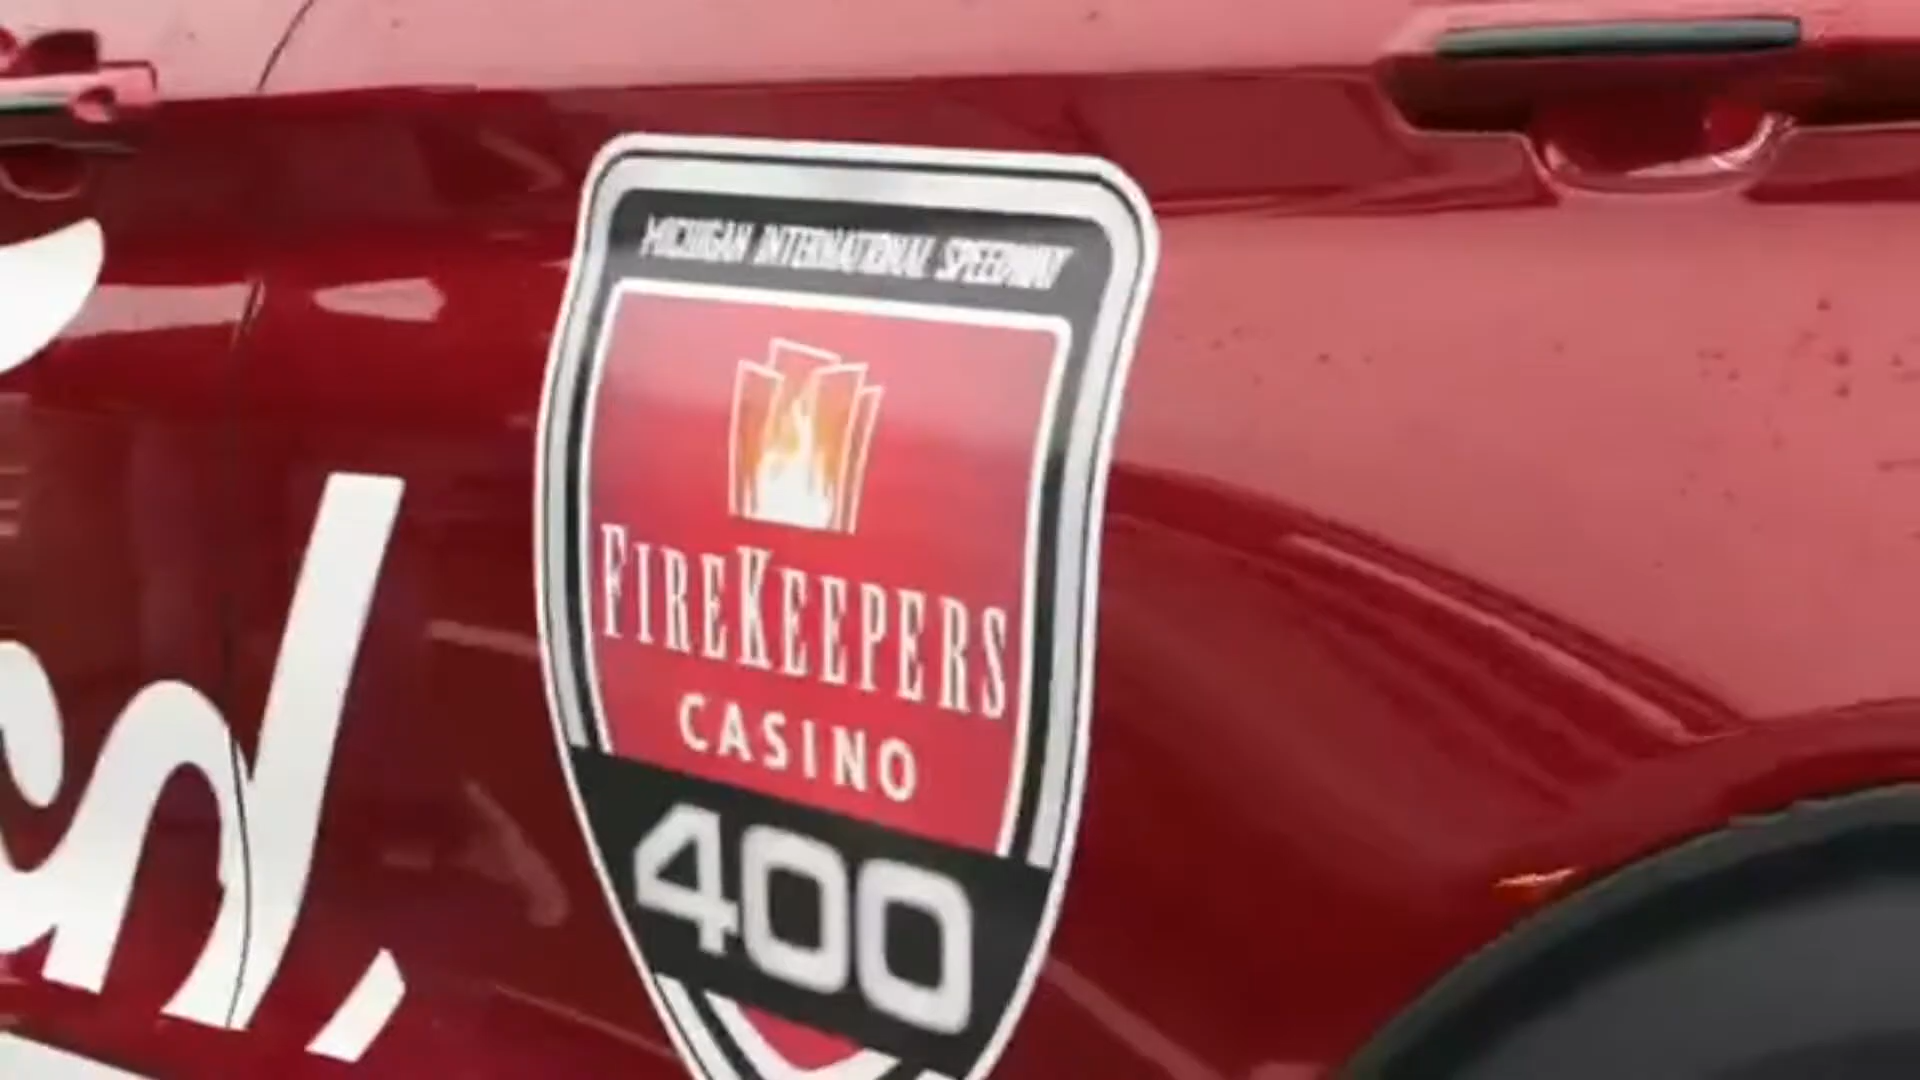 MICHIGAN INTERNATIONAL SPEEDWAY
FIREKEEPERS
CASINO
400